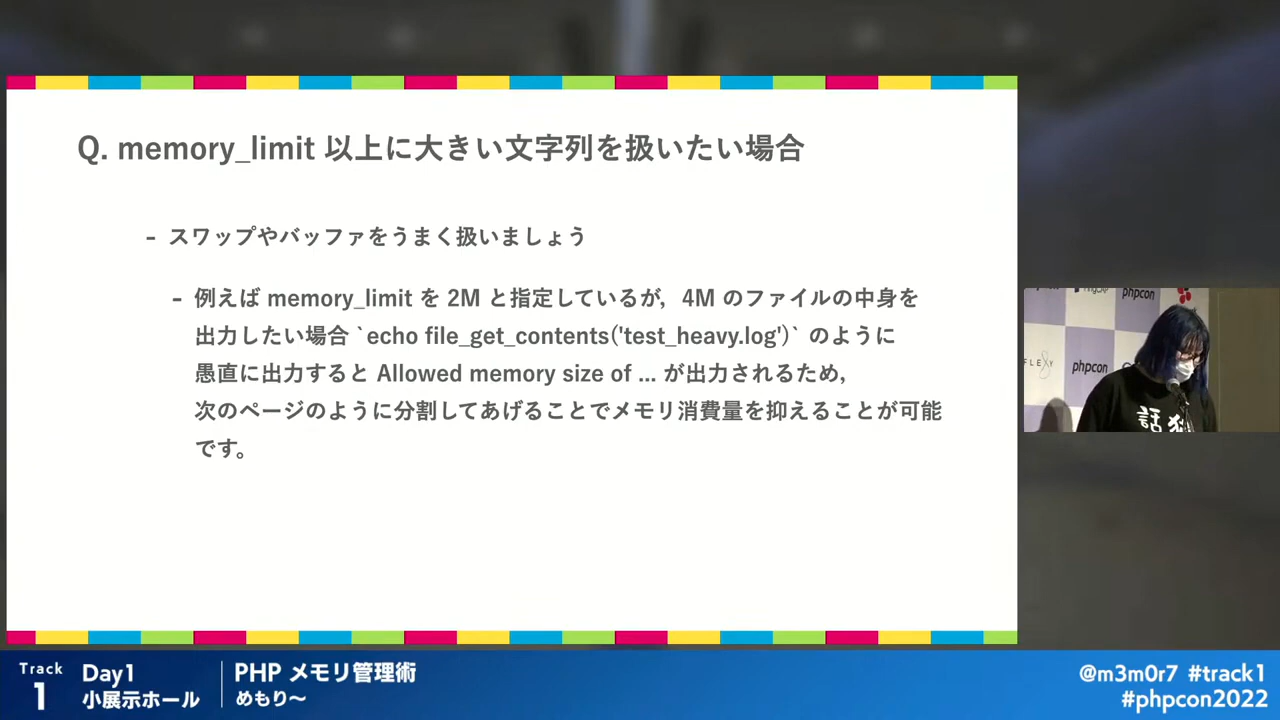 Q. memory_limit 以上に大きい文字列を扱いたい場合
- スワップやバッファをうまく扱いましょう
- 例えば memory_limit を 2M と指定しているが，4M のファイルの中身を
出力したい場合 `echo file_get_contents('test_heavy.log')` のように
愚直に出力すると Allowed memory size of ... が出力されるため，
次のページのように分割してあげることでメモリ消費量を抑えることが可能
です。
phpcon
FLEXY
phpcon
話
Track
1
Day1
小展示ホール
PHP メモリ管理術
めもり〜
@m3m0r7 #track1
#phpcon2022